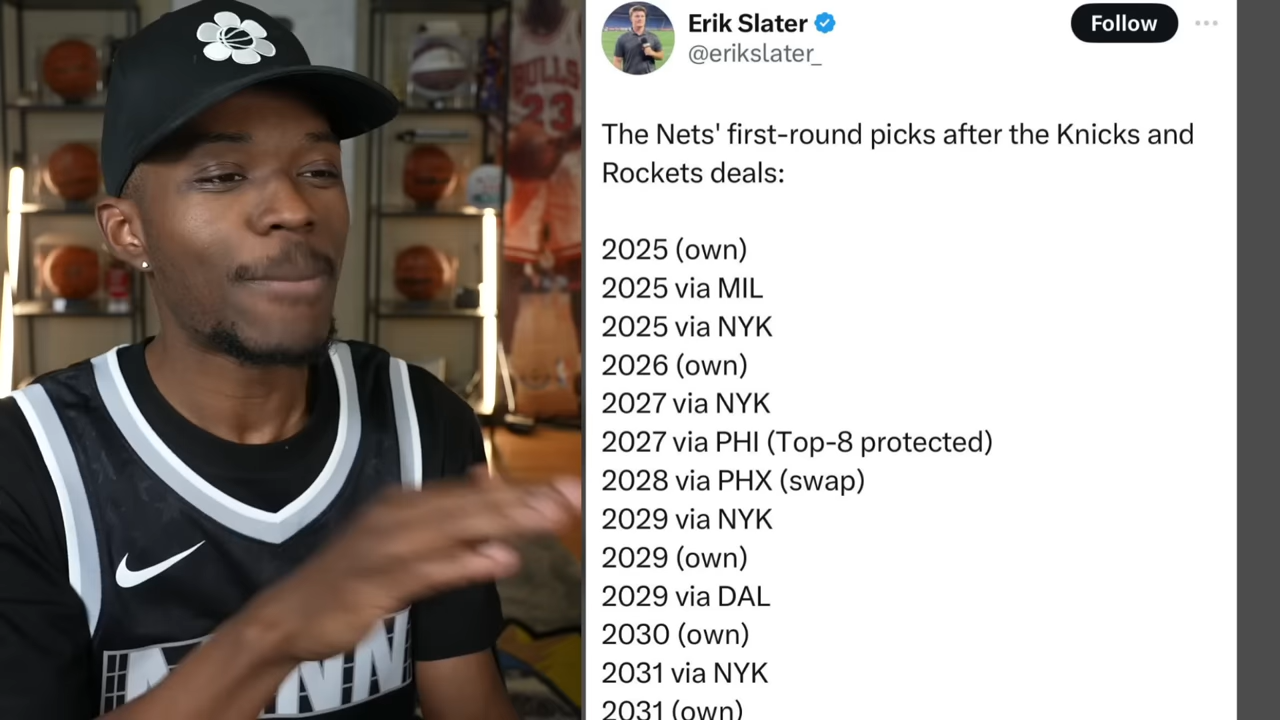 BULLS
23
Erik Slater
@erikslater_
Follow
The Nets' first-round picks after the Knicks and
Rockets deals:
2025 (own)
2025 via MIL
2025 via NYK
2026 (own)
2027 via NYK
2027 via PHI (Top-8 protected)
2028 via PHX (swap)
2029 via NYK
2029 (own)
2029 via DAL
2030 (own)
2031 via NYK
2031 (own)